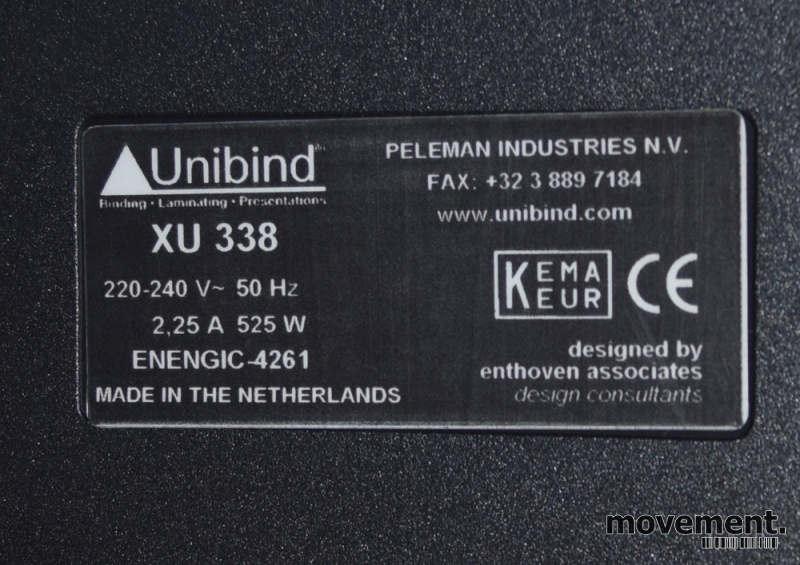 Unibind
Binding • Laminating • Presentations
XU 338
220-240 V~ 50 Hz
2,25 A 525 W
ENENGIC-4261
MADE IN THE NETHERLANDS
PELEMAN INDUSTRIES N.V.
FAX: +32 3 889 7184
www.unibind.com
KEMA
KEUR
CE
designed by
enthoven associates
design consultants
movement.